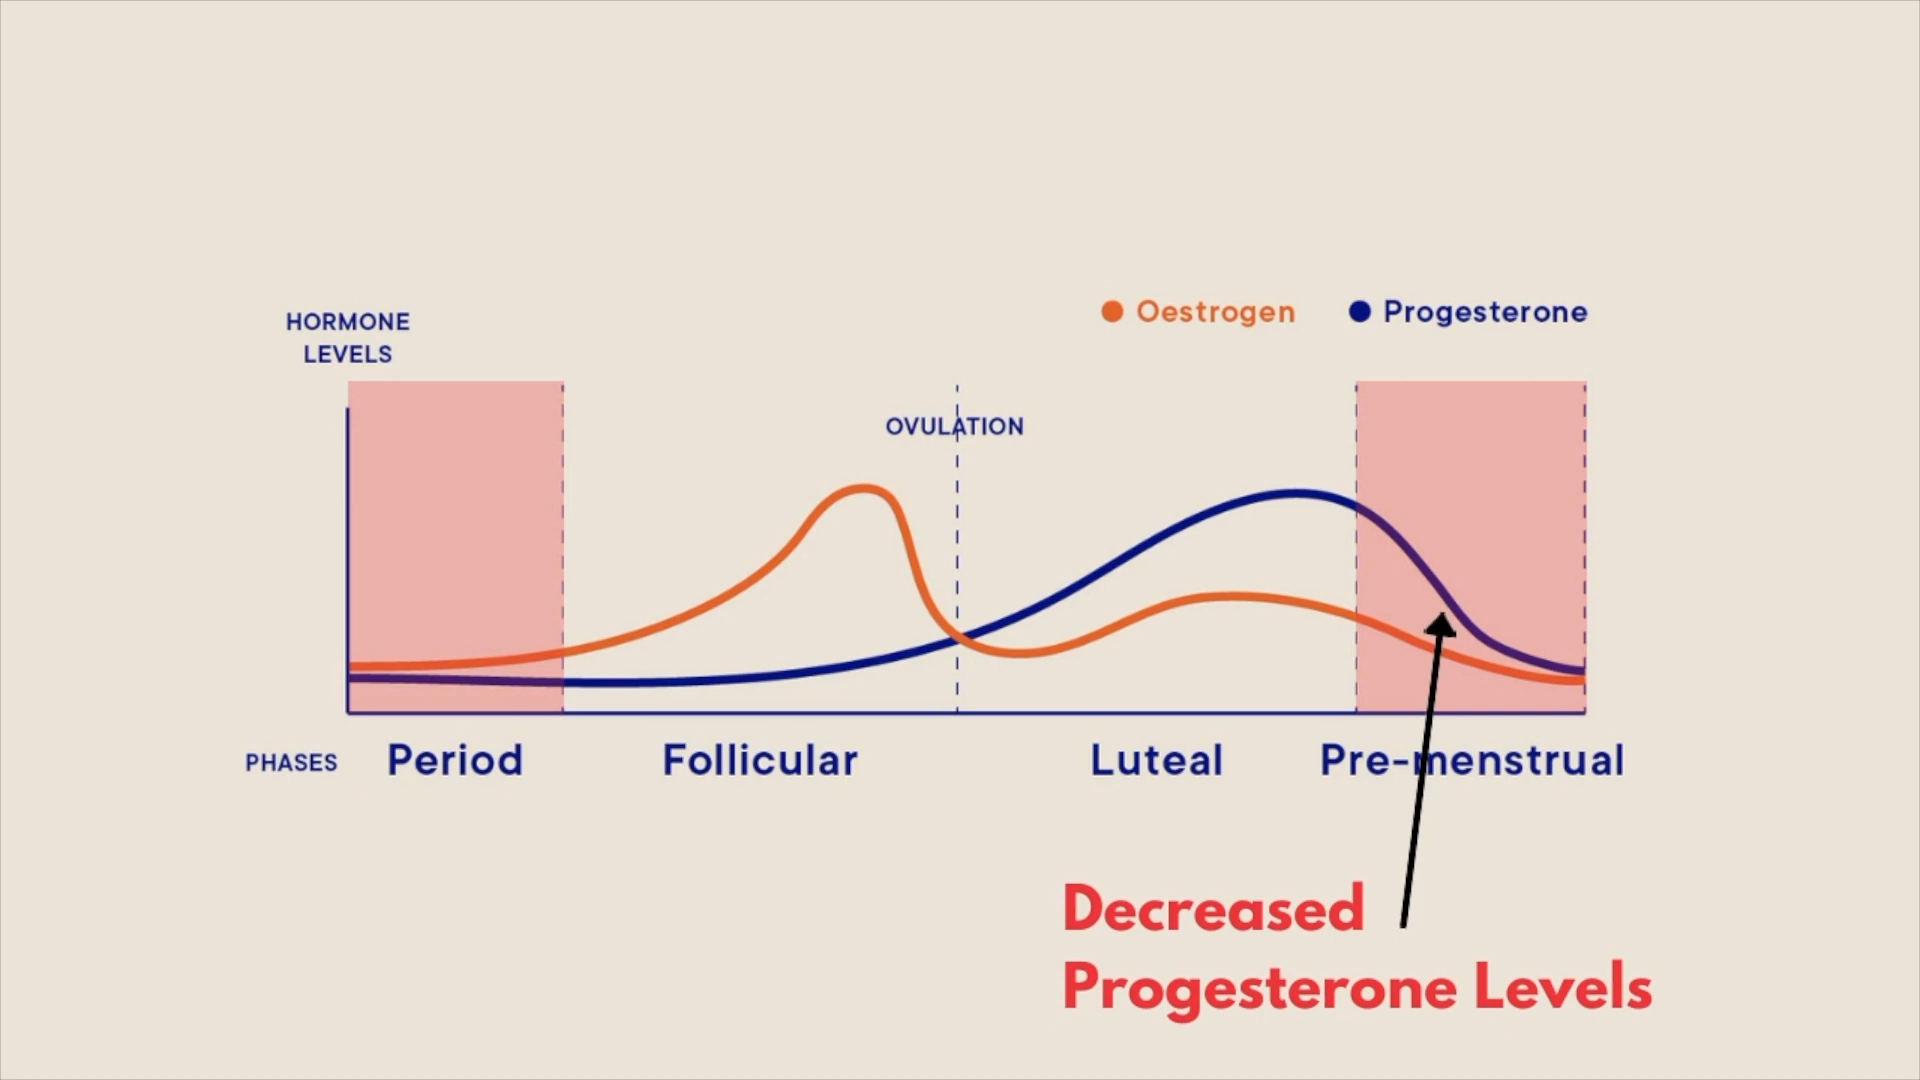 HORMONE
LEVELS
Oestrogen
Progesterone
OVULATION
PHASES
Period
Follicular
Luteal
Pre-menstrual
Decreased
Progesterone Levels